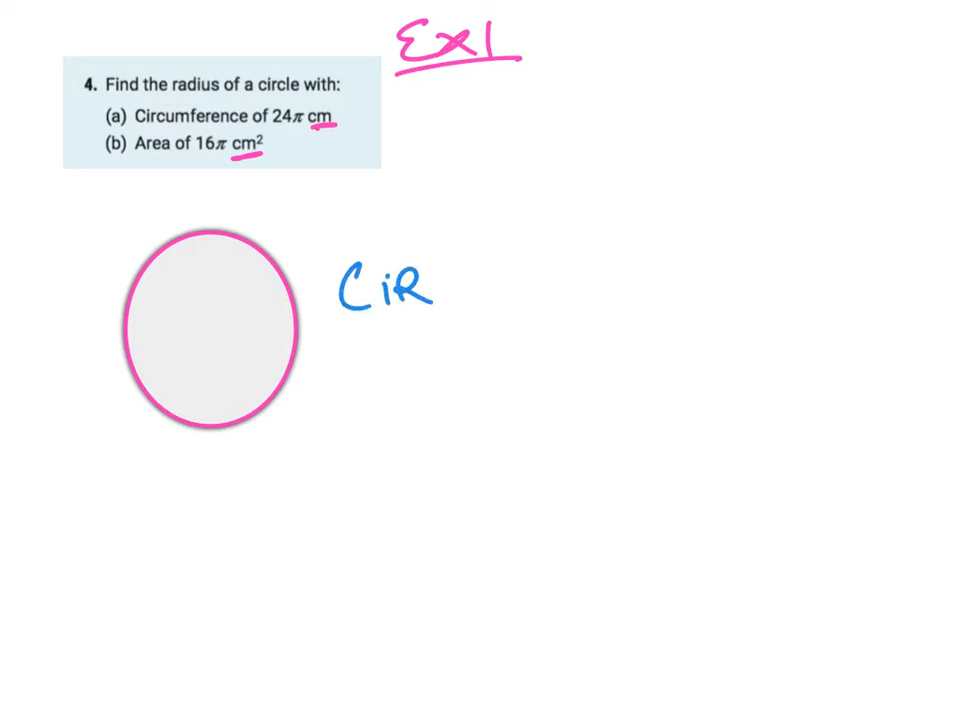 Ex1
4. Find the radius of a circle with:
(a) Circumference of 24π cm
(b) Area of 16π cm²
CiR